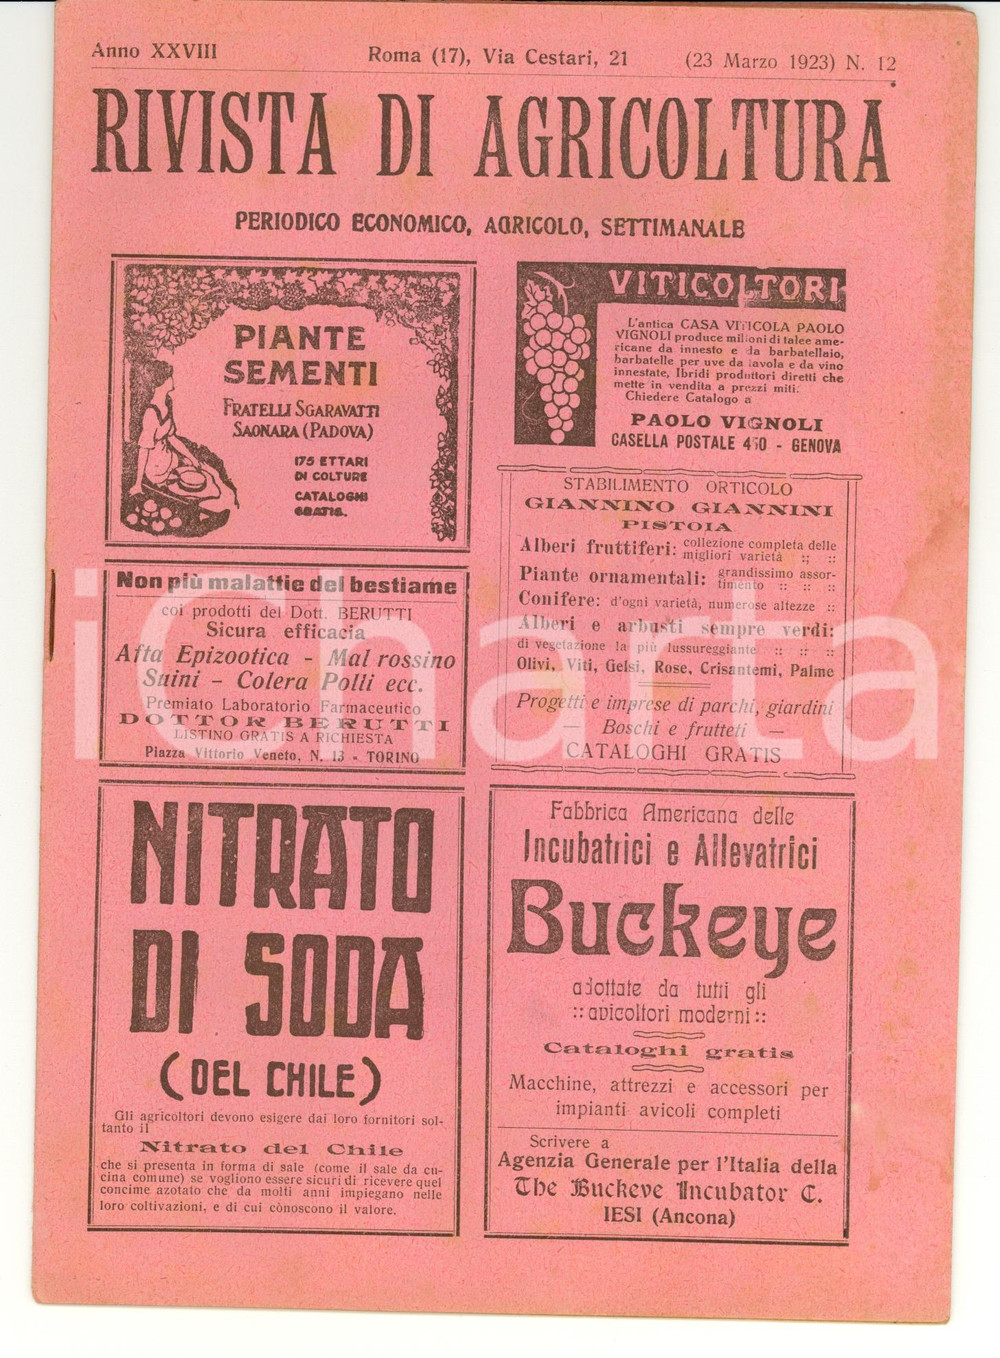 Anno XXVIII
Roma (17), Via Cestari, 21
(23 Marzo 1923) N. 12
RIVISTA DI AGRICOLTURA
PERIODICO ECONOMICO, AGRICOLO, SETTIMANALE
PIANTE
SEMENTI
FRATELLI SGARAVATTI
SAONARA (PADOVA)
175 ETTARI
DI COLTURE
CATALOGHI
GRATIS.
VITICOLTORI
L'antica CASA VITICOLA PAOLO
VIGNOLI produce milioni di talee ame-
ricane da innesto e da barbatellaio,
barbatelle per uve da tavola e da vino
innestate, Ibridi produttori diretti che
mette in vendita a prezzi miti.
Chiedere Catalogo a
PAOLO VIGNOLI
CASELLA POSTALE 450 - GENOVA
STABILIMENTO ORTICOLO
GIANNINO GIANNINI
PISTOIA
Alberi fruttiferi: collezione completa delle
migliori varietà :: ::
Piante ornamentali: grandissimo assor-
timento :: :: ::
Conifere: d'ogni varietà, numerose altezze ::
Alberi e arbusti sempre verdi:
di vegetazione la più lussureggiante :: :: ::
Olivi, Viti, Gelsi, Rose, Crisantemi, Palme
Progetti e imprese di parchi, giardini
— Boschi e frutteti —
CATALOGHI GRATIS
Non più malattie del bestiame
coi prodotti del Dott. BERUTTI
Sicura efficacia
Afta Epizootica - Mal rossino
Suini - Colera Polli ecc.
Premiato Laboratorio Farmaceutico
DOTTOR BERUTTI
LISTINO GRATIS A RICHIESTA
Piazza Vittorio Veneto, N. 13 - TORINO
iCharta
NITRATO
DI SODA
(DEL CHILE)
Gli agricoltori devono esigere dai loro fornitori sol-
tanto il
Nitrato del Chile
che si presenta in forma di sale (come il sale da cu-
cina comune) se vogliono essere sicuri di ricevere quel
concime azotato che da molti anni impiegano nelle
loro coltivazioni, e di cui cònoscono il valore.
Fabbrica Americana delle
Incubatrici e Allevatrici
Buckeye
adottate da tutti gli
:: avicoltori moderni ::
Cataloghi gratis
Macchine, attrezzi e accessori per
impianti avicoli completi
Scrivere a
Agenzia Generale per l'Italia della
The Buckeye Incubator C.
IESI (Ancona)